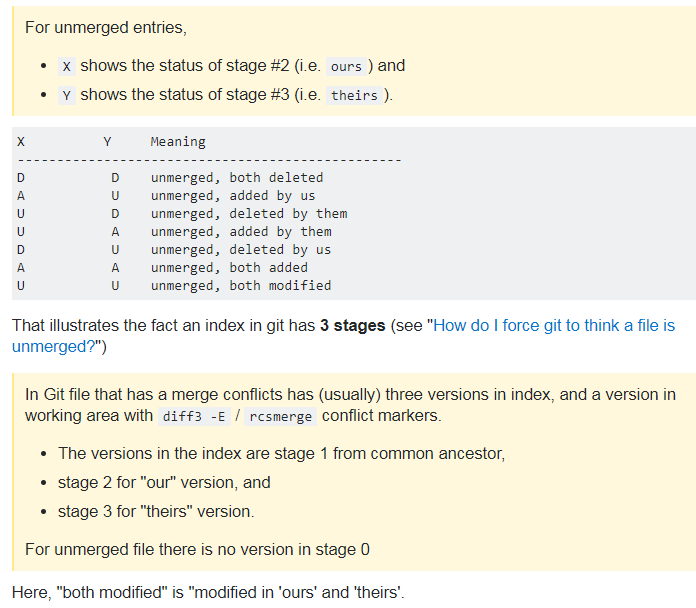 For unmerged entries,
• X shows the status of stage #2 (i.e. ours ) and
• Y shows the status of stage #3 (i.e. theirs ).
X Y Meaning
-------------------------------------------------
D D unmerged, both deleted
A U unmerged, added by us
U D unmerged, deleted by them
U A unmerged, added by them
D U unmerged, deleted by us
A A unmerged, both added
U U unmerged, both modified
That illustrates the fact an index in git has 3 stages (see "How do I force git to think a file is
unmerged?")
In Git file that has a merge conflicts has (usually) three versions in index, and a version in
working area with diff3 -E / rcsmerge conflict markers.
• The versions in the index are stage 1 from common ancestor,
• stage 2 for "our" version, and
• stage 3 for "theirs" version.
For unmerged file there is no version in stage 0
Here, "both modified" is "modified in 'ours' and 'theirs'.